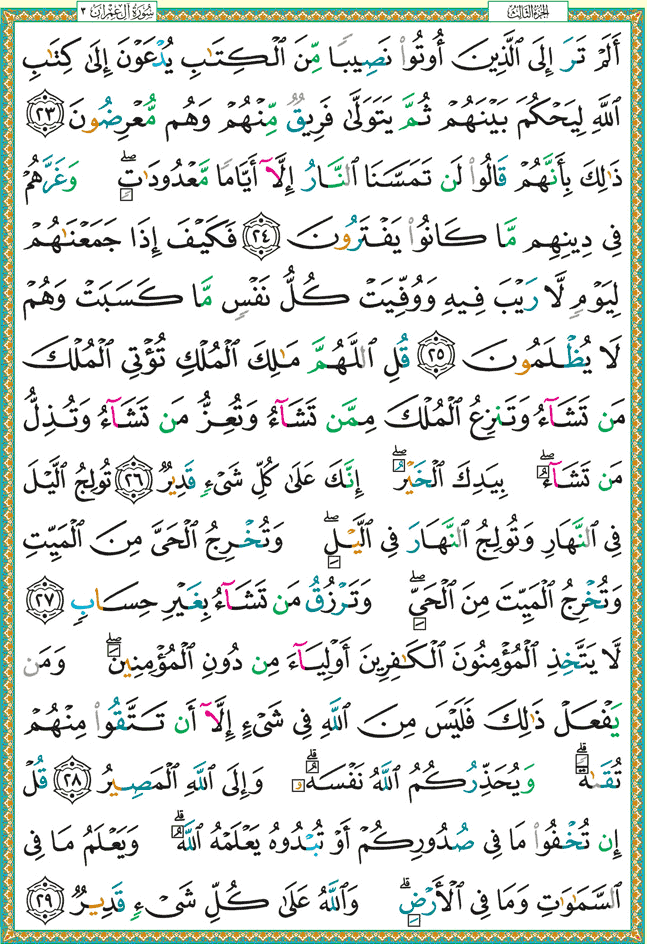 سُورَةُ آلِ عِمْرَان ٣ الجزء الثالث
أَلَمْ تَرَ إِلَى ٱلَّذِينَ أُوتُوا۟ نَصِيبًا مِّنَ ٱلْكِتَٰبِ يُدْعَوْنَ إِلَىٰ كِتَٰبِ
ٱللَّهِ لِيَحْكُمَ بَيْنَهُمْ ثُمَّ يَتَوَلَّىٰ فَرِيقٌ مِّنْهُمْ وَهُم مُّعْرِضُونَ ٢٣
ذَٰلِكَ بِأَنَّهُمْ قَالُوا۟ لَن تَمَسَّنَا ٱلنَّارُ إِلَّآ أَيَّامًا مَّعْدُودَٰتٍ ۖ وَغَرَّهُمْ
فِى دِينِهِم مَّا كَانُوا۟ يَفْتَرُونَ ٢٤ فَكَيْفَ إِذَا جَمَعْنَٰهُمْ
لِيَوْمٍ لَّا رَيْبَ فِيهِ وَوُفِّيَتْ كُلُّ نَفْسٍ مَّا كَسَبَتْ وَهُمْ
لَا يُظْلَمُونَ ٢٥ قُلِ ٱللَّهُمَّ مَٰلِكَ ٱلْمُلْكِ تُؤْتِى ٱلْمُلْكَ
مَن تَشَآءُ وَتَنزِعُ ٱلْمُلْكَ مِمَّن تَشَآءُ وَتُعِزُّ مَن تَشَآءُ وَتُذِلُّ
مَن تَشَآءُ ۖ بِيَدِكَ ٱلْخَيْرُ ۖ إِنَّكَ عَلَىٰ كُلِّ شَىْءٍ قَدِيرٌ ٢٦ تُولِجُ ٱلَّيْلَ
فِى ٱلنَّهَارِ وَتُولِجُ ٱلنَّهَارَ فِى ٱلَّيْلِ ۖ وَتُخْرِجُ ٱلْحَىَّ مِنَ ٱلْمَيِّتِ
وَتُخْرِجُ ٱلْمَيِّتَ مِنَ ٱلْحَىِّ ۖ وَتَرْزُقُ مَن تَشَآءُ بِغَيْرِ حِسَابٍ ٢٧
لَّا يَتَّخِذِ ٱلْمُؤْمِنُونَ ٱلْكَٰفِرِينَ أَوْلِيَآءَ مِن دُونِ ٱلْمُؤْمِنِينَ ۖ وَمَن
يَفْعَلْ ذَٰلِكَ فَلَيْسَ مِنَ ٱللَّهِ فِى شَىْءٍ إِلَّآ أَن تَتَّقُوا۟ مِنْهُمْ
تُقَىٰةً ۗ وَيُحَذِّرُكُمُ ٱللَّهُ نَفْسَهُۥ ۗ وَإِلَى ٱللَّهِ ٱلْمَصِيرُ ٢٨ قُلْ
إِن تُخْفُوا۟ مَا فِى صُدُورِكُمْ أَوْ تُبْدُوهُ يَعْلَمْهُ ٱللَّهُ ۗ وَيَعْلَمُ مَا فِى
ٱلسَّمَٰوَٰتِ وَمَا فِى ٱلْأَرْضِ ۗ وَٱللَّهُ عَلَىٰ كُلِّ شَىْءٍ قَدِيرٌ ٢٩